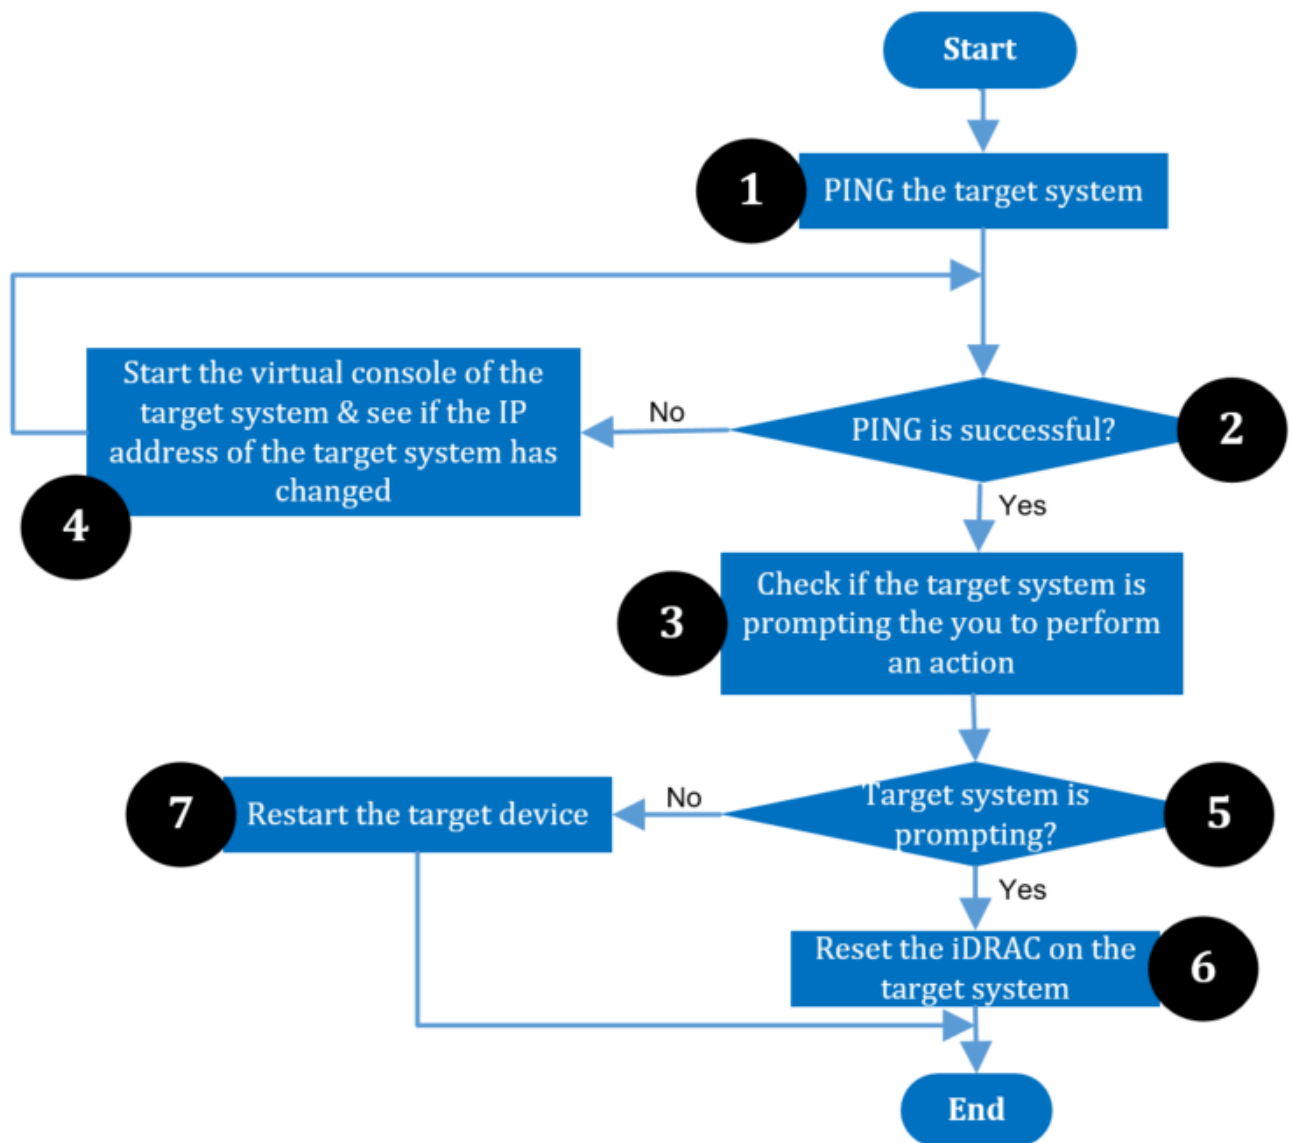 Start
1
PING the target system
PING is successful?
2
No
Yes
Start the virtual console of the
target system & see if the IP
address of the target system has
changed
4
3
Check if the target system is
prompting the you to perform
an action
Target system is
prompting?
5
No
Yes
7
Restart the target device
Reset the iDRAC on the
target system
6
End